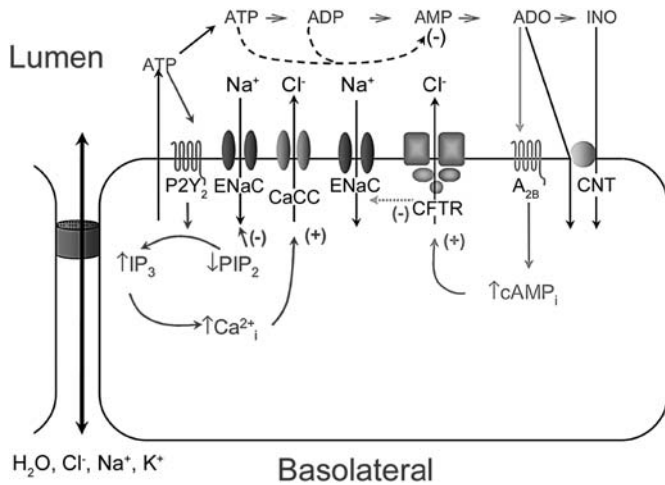 ATP ADP AMP ADO INO
(-)
Lumen
ATP
Na⁺ Cl⁻ Na⁺ Cl⁻
P2Y₂ ENaC CaCC ENaC CFTR A₂B CNT
(-) (+) (-) (÷)
↑IP₃ ↓PIP₂
↑cAMPᵢ
↑Ca²⁺ᵢ
H₂O, Cl⁻, Na⁺, K⁺
Basolateral